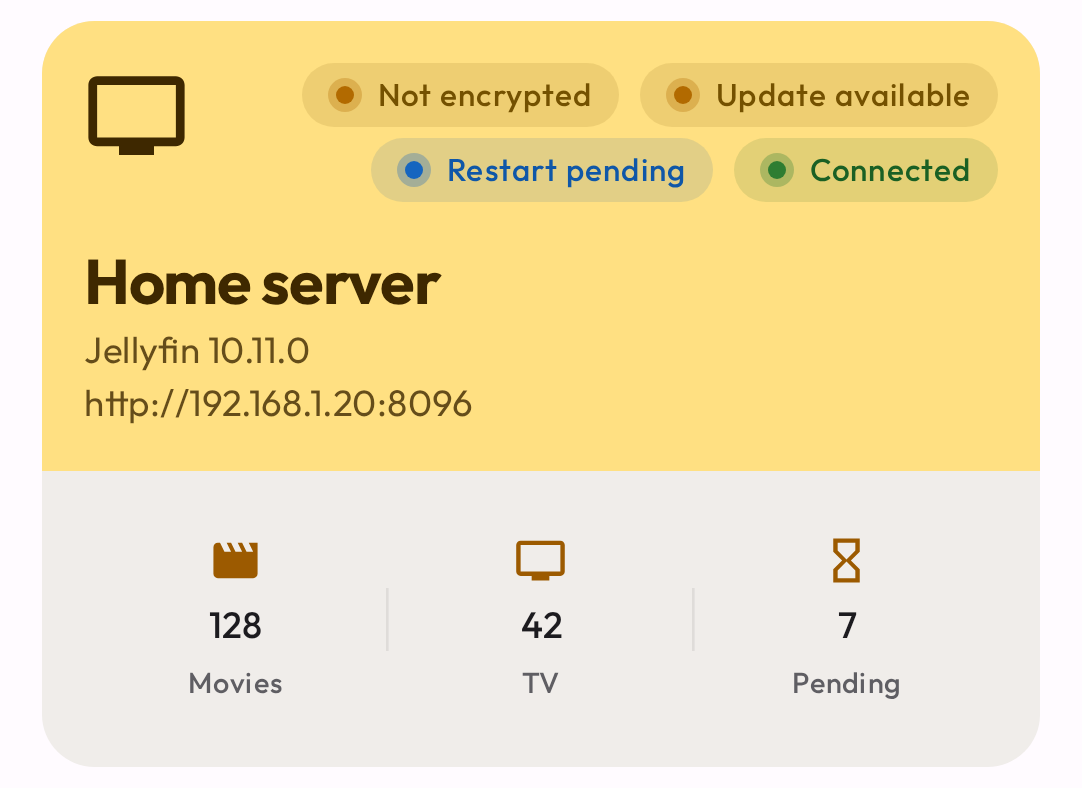 Not encrypted
Update available
Restart pending
Connected
Home server
Jellyfin 10.11.0
http://192.168.1.20:8096
128
Movies
42
TV
7
Pending